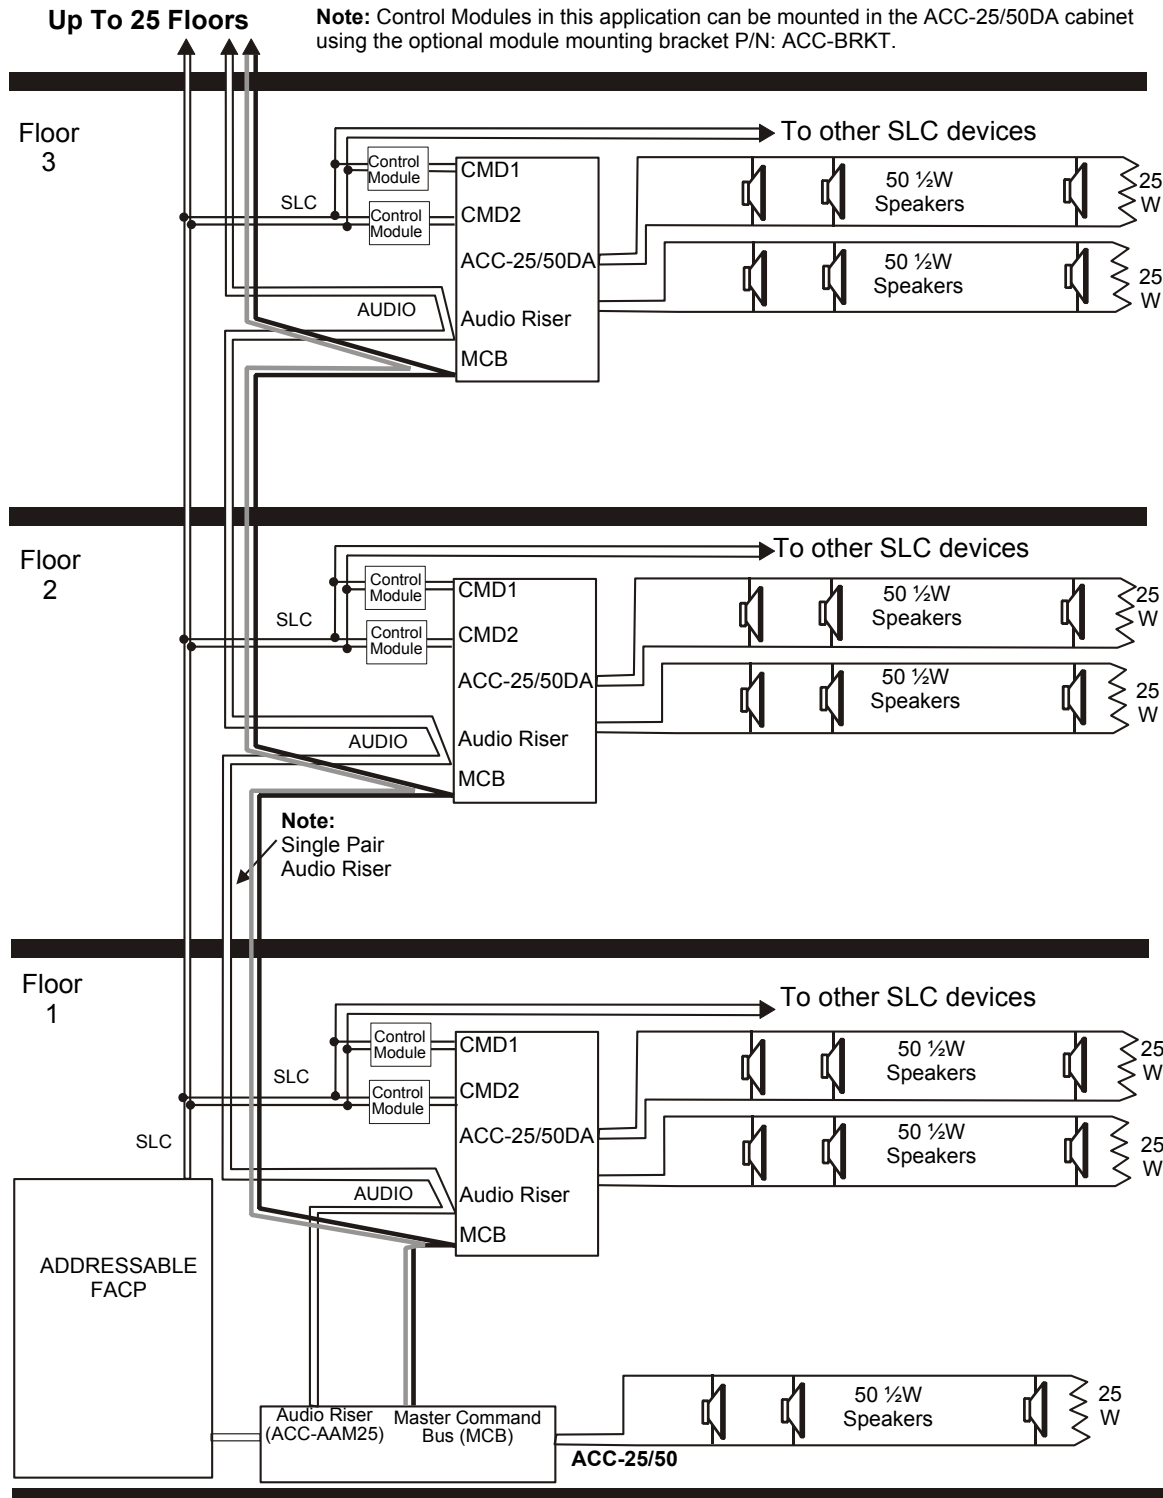 Up To 25 Floors
Note: Control Modules in this application can be mounted in the ACC-25/50DA cabinet
using the optional module mounting bracket P/N: ACC-BRKT.
Floor
3
To other SLC devices
Control
Module
CMD1
SLC
Control
Module
CMD2
ACC-25/50DA
AUDIO
Audio Riser
MCB
50 ½W
Speakers
25
W
50 ½W
Speakers
25
W
Floor
2
To other SLC devices
Control
Module
CMD1
SLC
Control
Module
CMD2
ACC-25/50DA
AUDIO
Audio Riser
MCB
50 ½W
Speakers
25
W
50 ½W
Speakers
25
W
Note:
Single Pair
Audio Riser
Floor
1
To other SLC devices
Control
Module
CMD1
SLC
Control
Module
CMD2
SLC
ACC-25/50DA
AUDIO
Audio Riser
MCB
50 ½W
Speakers
25
W
50 ½W
Speakers
25
W
ADDRESSABLE
FACP
Audio Riser
(ACC-AAM25)
Master Command
Bus (MCB)
ACC-25/50
50 ½W
Speakers
25
W